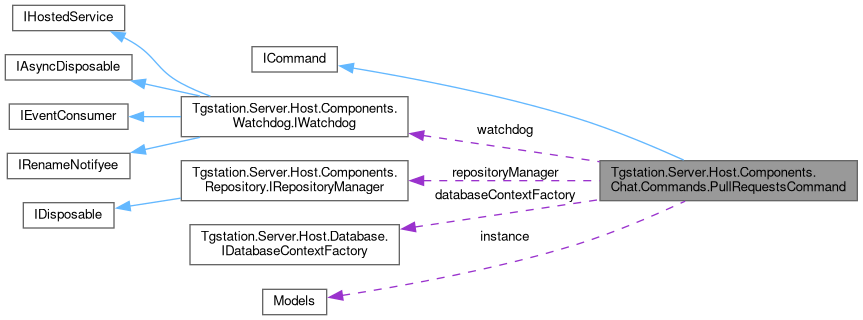 IHostedService
IAsyncDisposable
IEventConsumer
IRenameNotifyee
IDisposable
ICommand
Tgstation.Server.Host.Components.
Watchdog.IWatchdog
Tgstation.Server.Host.Components.
Repository.IRepositoryManager
Tgstation.Server.Host.Database.
IDatabaseContextFactory
Models
watchdog
repositoryManager
databaseContextFactory
instance
Tgstation.Server.Host.Components.
Chat.Commands.PullRequestsCommand